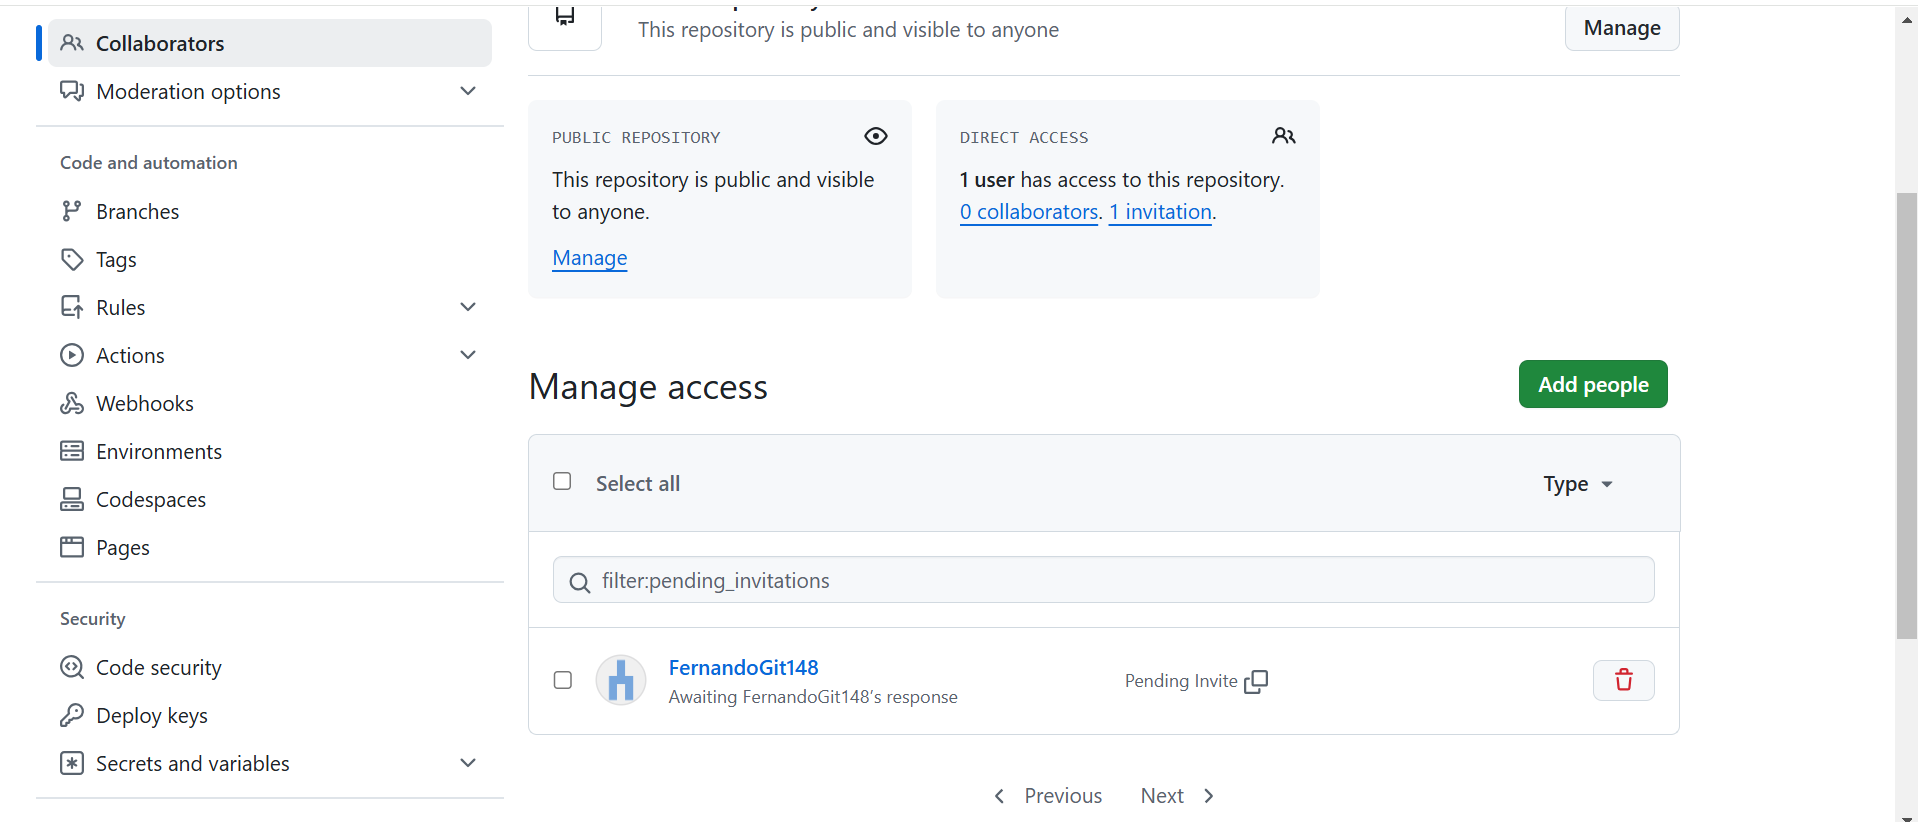 Collaborators
Moderation options
Code and automation
Branches
Tags
Rules
Actions
Webhooks
Environments
Codespaces
Pages
Security
Code security
Deploy keys
Secrets and variables
This repository is public and visible to anyone
Manage
PUBLIC REPOSITORY
This repository is public and visible
to anyone.
Manage
DIRECT ACCESS
1 user has access to this repository.
0 collaborators. 1 invitation.
Manage access
Add people
Select all
Type
filter:pending_invitations
FernandoGit148
Awaiting FernandoGit148's response
Pending Invite
Previous
Next